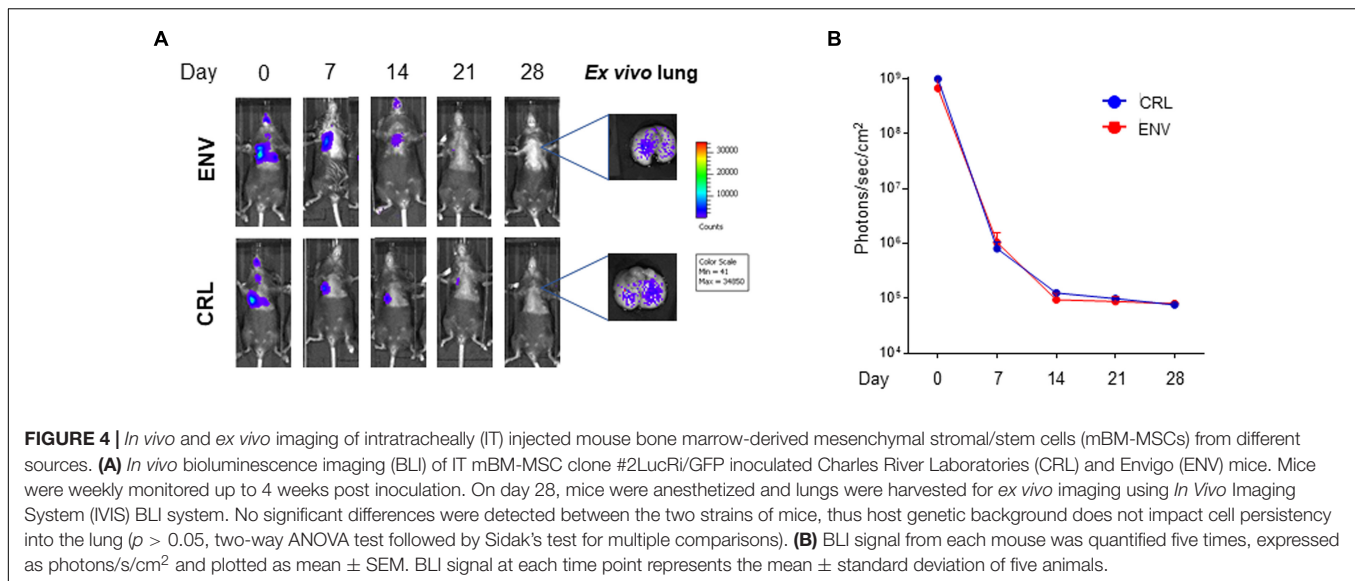 A
Day 0 7 14 21 28 Ex vivo lung
ENV
30000
20000
10000
Counts
CRL
Color Scale
Min = 41
Max = 34850
B
Photons/sec/cm²
10⁹
10⁸
10⁷
10⁶
10⁵
10⁴
CRL
ENV
Day 0 7 14 21 28
FIGURE 4 | In vivo and ex vivo imaging of intratracheally (IT) injected mouse bone marrow-derived mesenchymal stromal/stem cells (mBM-MSCs) from different
sources. (A) In vivo bioluminescence imaging (BLI) of IT mBM-MSC clone #2LucRi/GFP inoculated Charles River Laboratories (CRL) and Envigo (ENV) mice. Mice
were weekly monitored up to 4 weeks post inoculation. On day 28, mice were anesthetized and lungs were harvested for ex vivo imaging using In Vivo Imaging
System (IVIS) BLI system. No significant differences were detected between the two strains of mice, thus host genetic background does not impact cell persistency
into the lung (p > 0.05, two-way ANOVA test followed by Sidak's test for multiple comparisons). (B) BLI signal from each mouse was quantified five times, expressed
as photons/s/cm² and plotted as mean ± SEM. BLI signal at each time point represents the mean ± standard deviation of five animals.